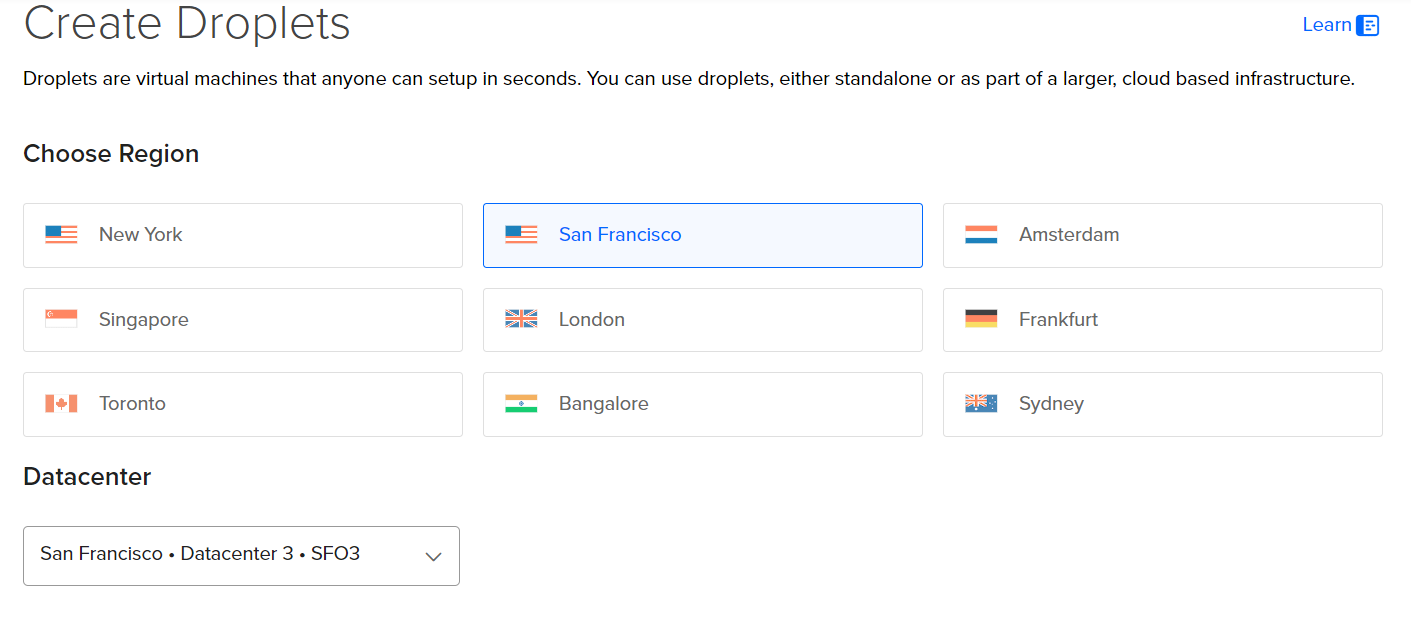 Create Droplets
Learn
Droplets are virtual machines that anyone can setup in seconds. You can use droplets, either standalone or as part of a larger, cloud based infrastructure.
Choose Region
New York
San Francisco
Amsterdam
Singapore
London
Frankfurt
Toronto
Bangalore
Sydney
Datacenter
San Francisco • Datacenter 3 • SFO3